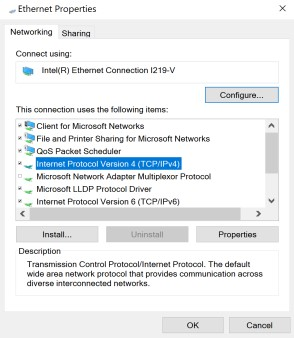 Ethernet Properties
Networking Sharing
Connect using:
Intel(R) Ethernet Connection I219-V
Configure...
This connection uses the following items:
Client for Microsoft Networks
File and Printer Sharing for Microsoft Networks
QoS Packet Scheduler
Internet Protocol Version 4 (TCP/IPv4)
Microsoft Network Adapter Multiplexor Protocol
Microsoft LLDP Protocol Driver
Internet Protocol Version 6 (TCP/IPv6)
Install... Uninstall Properties
Description
Transmission Control Protocol/Internet Protocol. The default
wide area network protocol that provides communication across
diverse interconnected networks.
OK Cancel